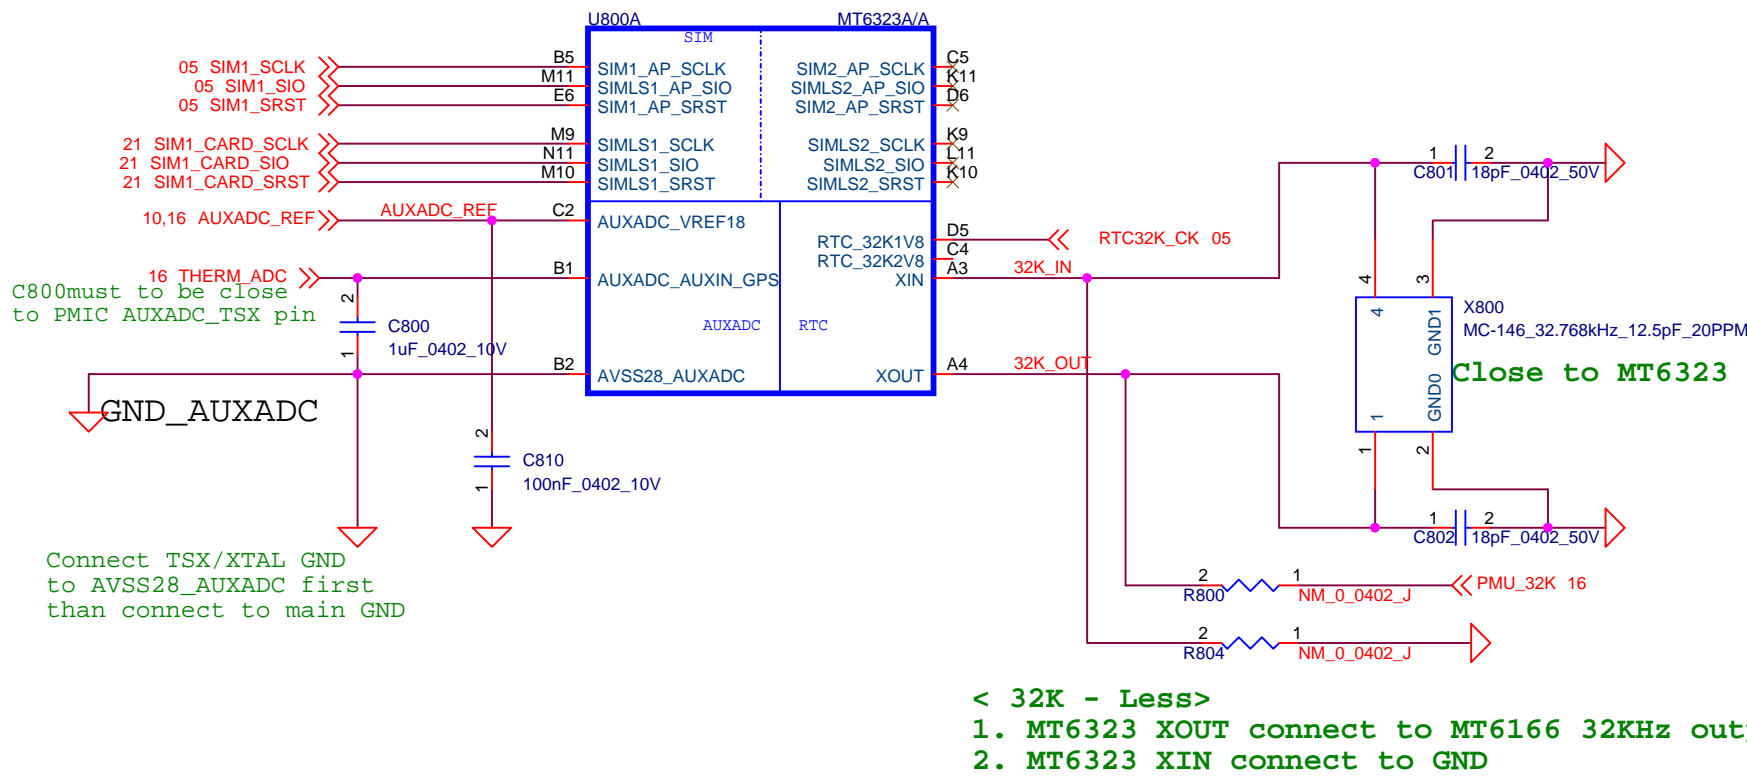 U800A MT6323A/A
SIM
05 SIM1_SCLK B5 SIM1_AP_SCLK SIM2_AP_SCLK C5
05 SIM1_SIO M11 SIMLS1_AP_SIO SIMLS2_AP_SIO K11
05 SIM1_SRST E6 SIM1_AP_SRST SIM2_AP_SRST D6
21 SIM1_CARD_SCLK M9 SIMLS1_SCLK SIMLS2_SCLK K9
21 SIM1_CARD_SIO N11 SIMLS1_SIO SIMLS2_SIO L11
21 SIM1_CARD_SRST M10 SIMLS1_SRST SIMLS2_SRST K10
10,16 AUXADC_REF AUXADC_REF C2 AUXADC_VREF18
RTC_32K1V8 D5 RTC32K_CK 05
RTC_32K2V8 C4
16 THERM_ADC B1 AUXADC_AUXIN_GPS XIN A3 32K_IN
C800must to be close
to PMIC AUXADC_TSX pin
2
C800
1uF_0402_10V
1
AUXADC RTC
B2 AVSS28_AUXADC XOUT A4 32K_OUT
GND_AUXADC
2
C810
100nF_0402_10V
1
Connect TSX/XTAL GND
to AVSS28_AUXADC first
than connect to main GND
1 2
C801 18pF_0402_50V
4 3
4 GND1
X800
MC-146_32.768kHz_12.5pF_20PPM
Close to MT6323
1 GND0
1 2
1 2
C802 18pF_0402_50V
2 1 PMU_32K 16
R800 NM_0_0402_J
2 1
R804 NM_0_0402_J
< 32K - Less>
1. MT6323 XOUT connect to MT6166 32KHz out
2. MT6323 XIN connect to GND